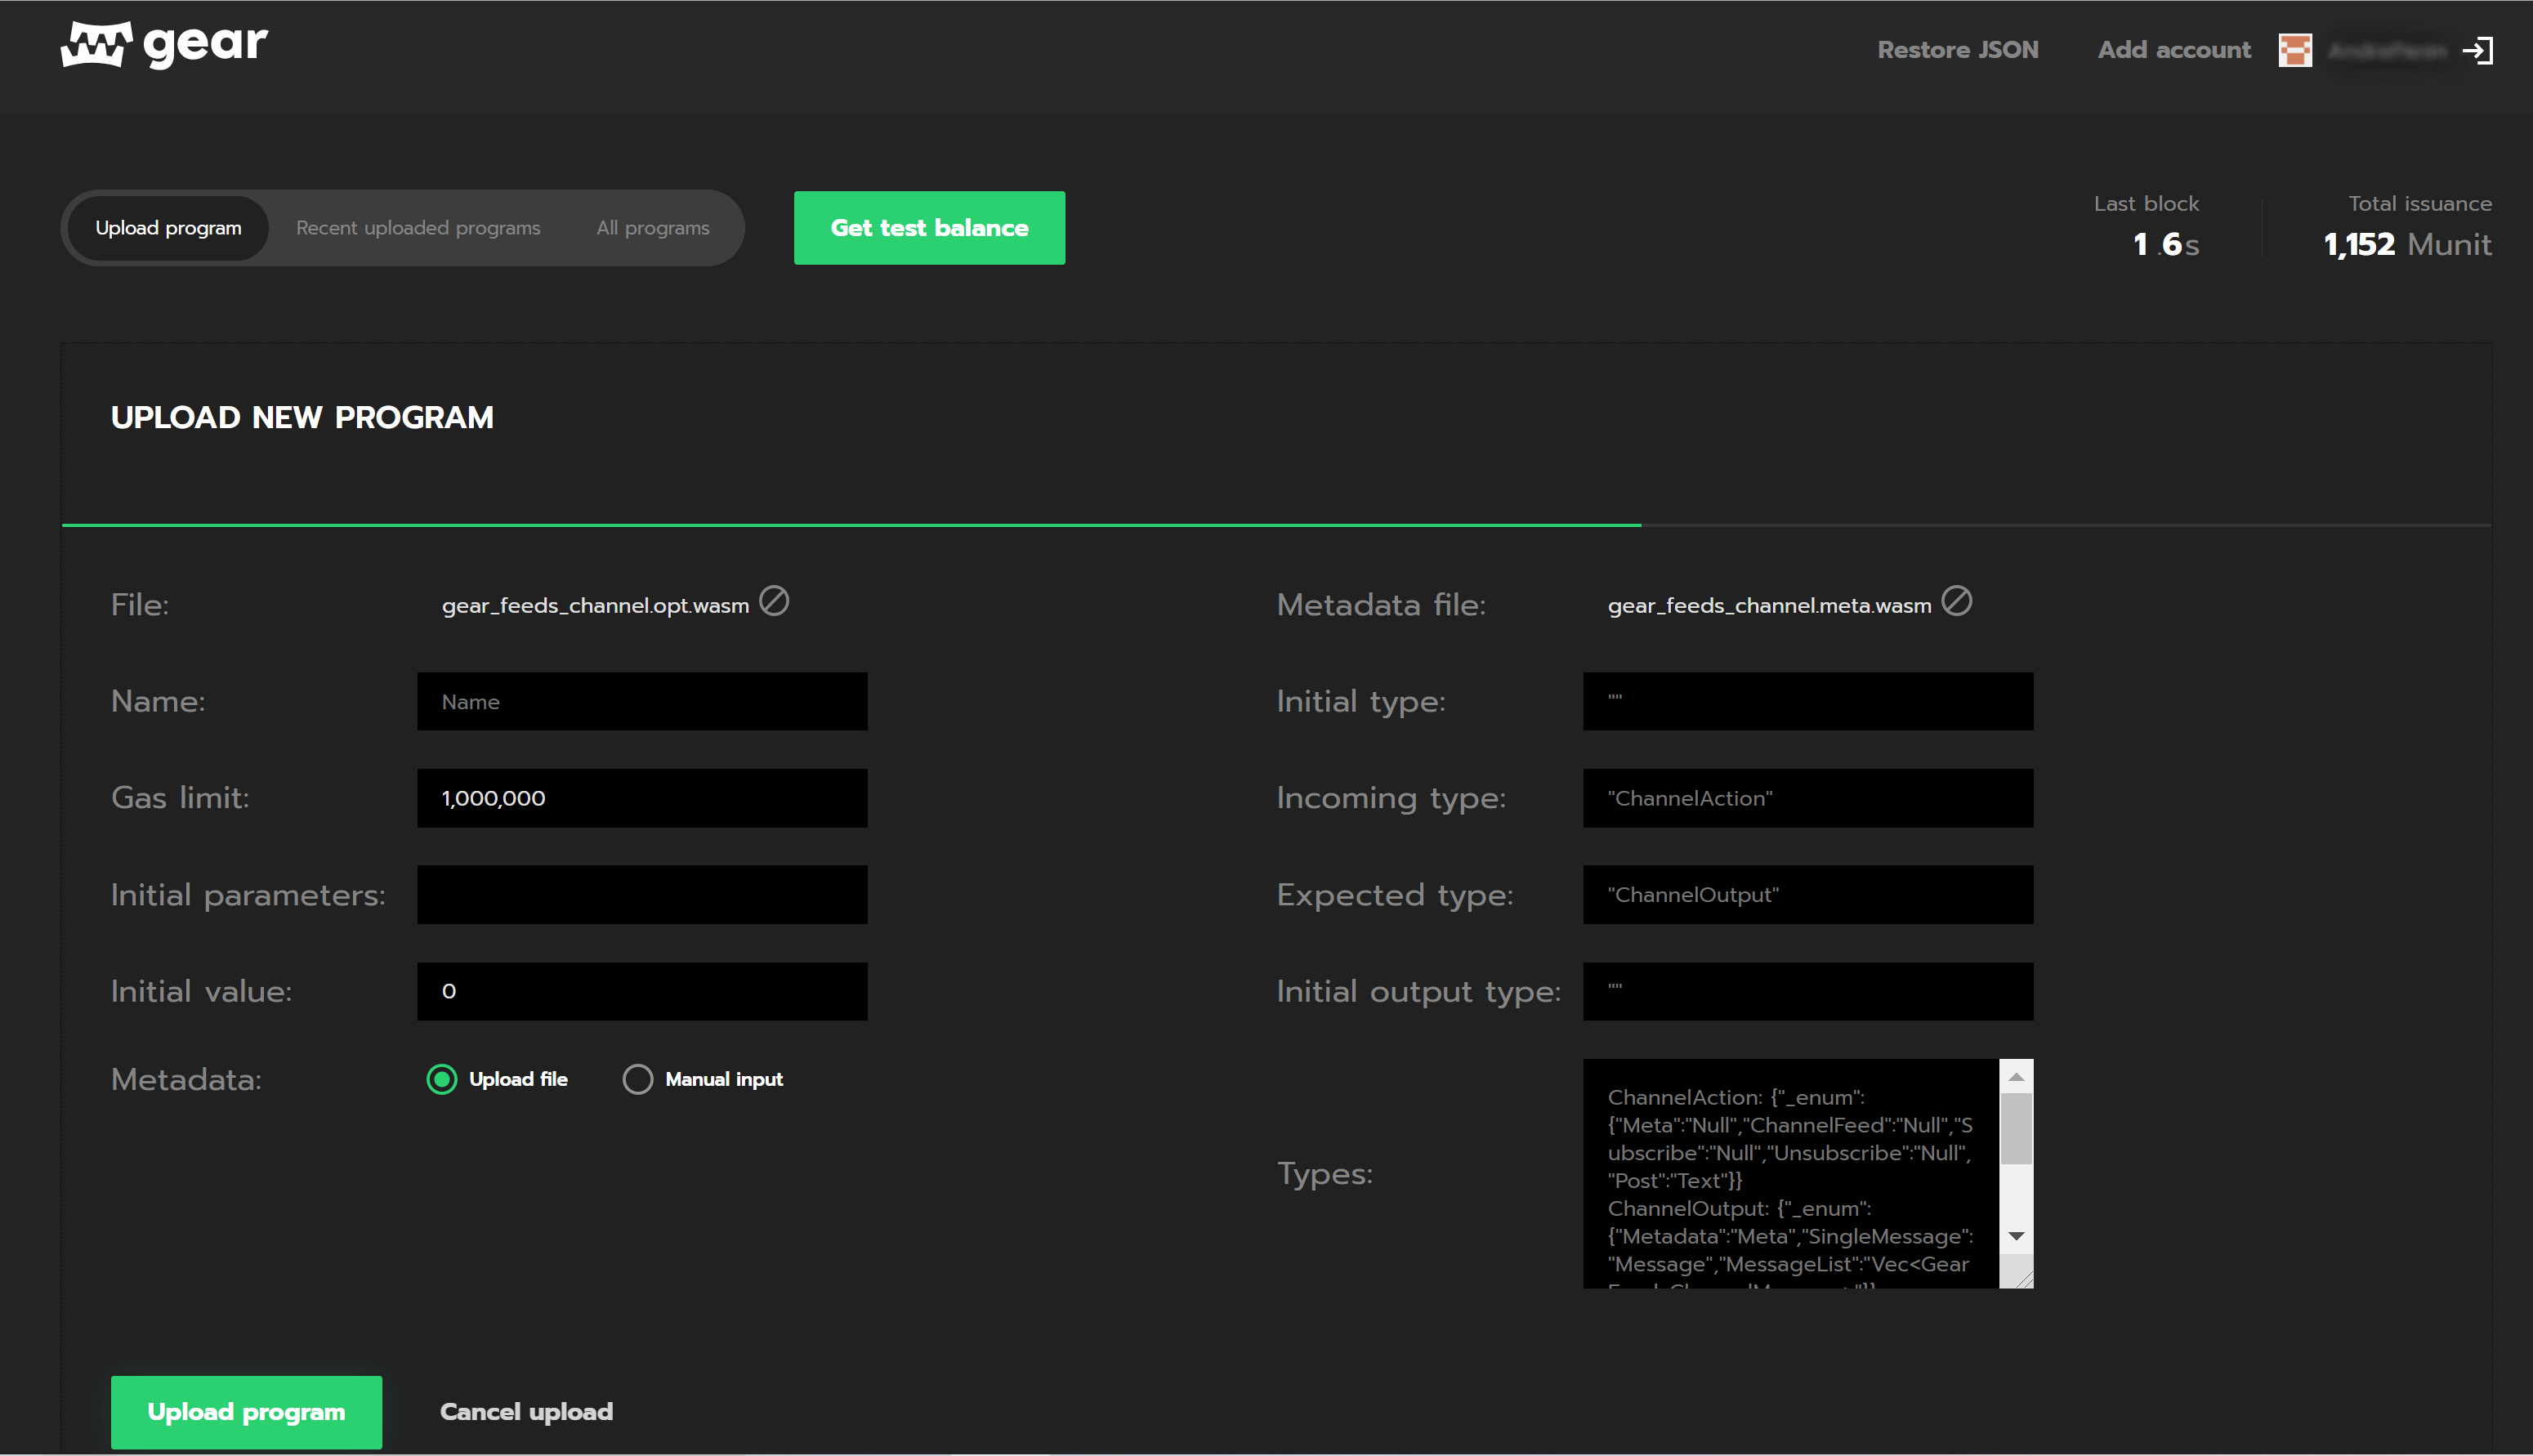 gear
Restore JSON
Add account
Upload program
Recent uploaded programs
All programs
Get test balance
Last block
1.6s
Total issuance
1,152 Munit
UPLOAD NEW PROGRAM
File:
gear_feeds_channel.opt.wasm
Name:
Name
Gas limit:
1,000,000
Initial parameters:
Initial value:
0
Metadata:
Upload file
Manual input
Metadata file:
gear_feeds_channel.meta.wasm
Initial type:
""
Incoming type:
"ChannelAction"
Expected type:
"ChannelOutput"
Initial output type:
""
Types:
ChannelAction: {"_enum":
{"Meta":"Null","ChannelFeed":"Null","S
ubscribe":"Null","Unsubscribe":"Null",
"Post":"Text"}}
ChannelOutput: {"_enum":
{"Metadata":"Meta","SingleMessage":
"Message","MessageList":"Vec<Gear
Upload program
Cancel upload